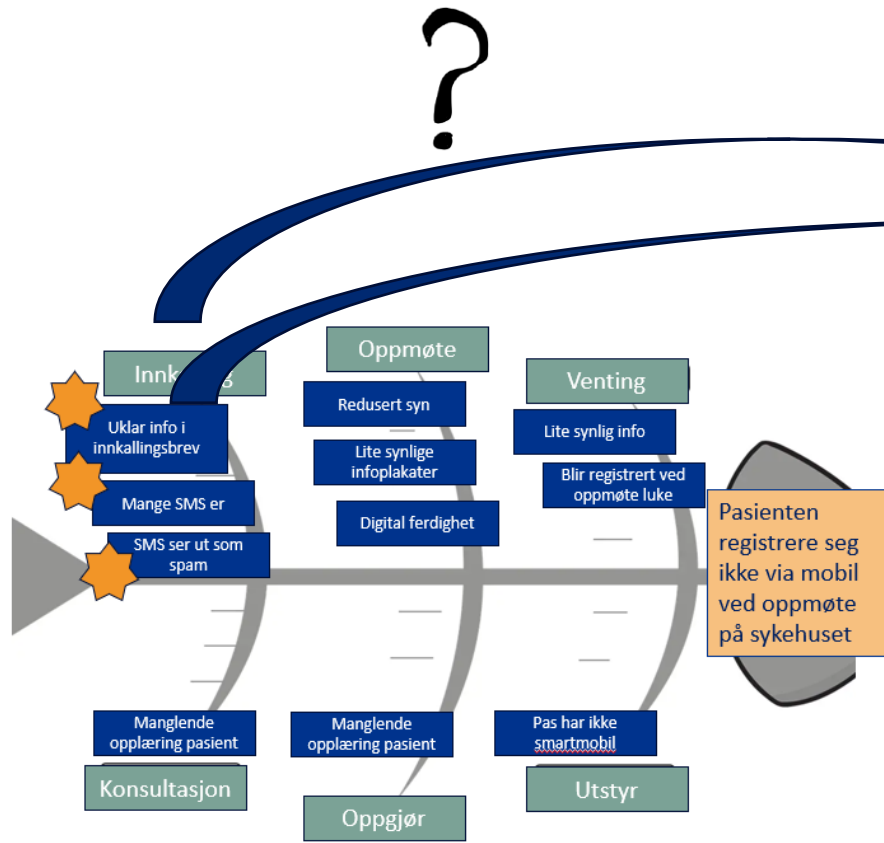 ?
Oppmøte
Venting
Uklar info i
innkallingsbrev
Mange SMS er
SMS ser ut som
spam
Redusert syn
Lite synlige
infoplakater
Digital ferdighet
Lite synlig info
Blir registrert ved
oppmøte luke
Pasienten
registrere seg
ikke via mobil
ved oppmøte
på sykehuset
Manglende
opplæring pasient
Konsultasjon
Manglende
opplæring pasient
Oppgjør
Pas har ikke
smartmobil
Utstyr